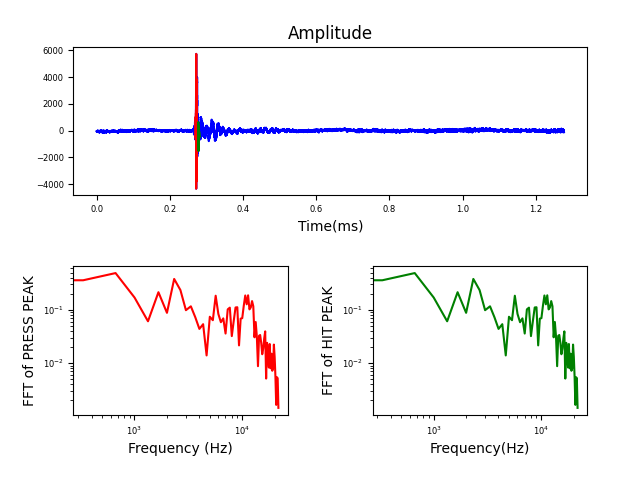 Amplitude
6000
4000
2000
0
−2000
−4000
0.0 0.2 0.4 0.6 0.8 1.0 1.2
Time(ms)
FFT of PRESS PEAK
10⁻¹
10⁻²
10³ 10⁴
Frequency (Hz)
FFT of HIT PEAK
10⁻¹
10⁻²
10³ 10⁴
Frequency(Hz)